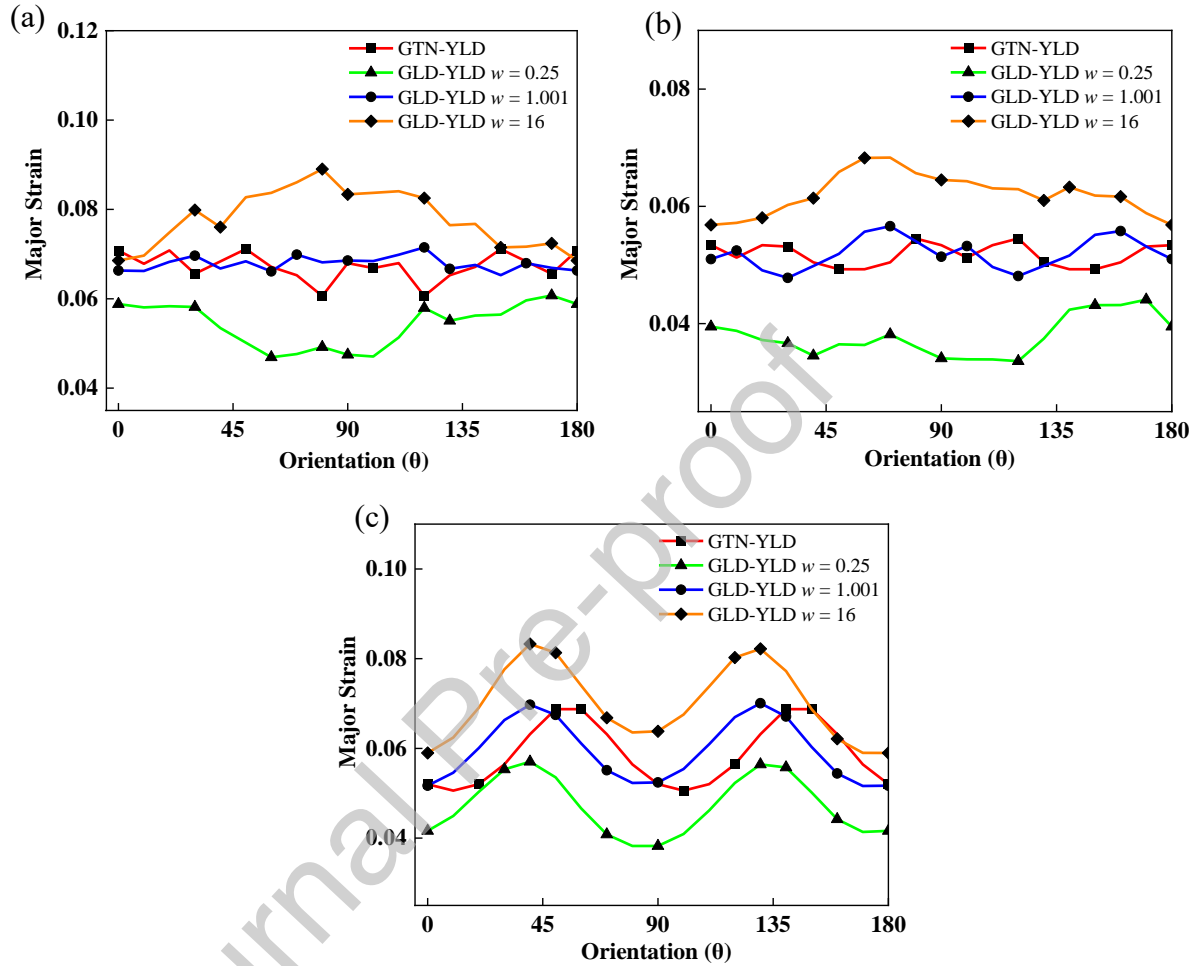 (a)
0.12
0.10
0.08
0.06
0.04
Major Strain
GTN-YLD
GLD-YLD w = 0.25
GLD-YLD w = 1.001
GLD-YLD w = 16
0 45 90 135 180
Orientation (θ)
(b)
0.08
0.06
0.04
Major Strain
GTN-YLD
GLD-YLD w = 0.25
GLD-YLD w = 1.001
GLD-YLD w = 16
0 45 90 135 180
Orientation (θ)
(c)
0.10
0.08
0.06
0.04
Major Strain
GTN-YLD
GLD-YLD w = 0.25
GLD-YLD w = 1.001
GLD-YLD w = 16
0 45 90 135 180
Orientation (θ)
urnal Pre-proof